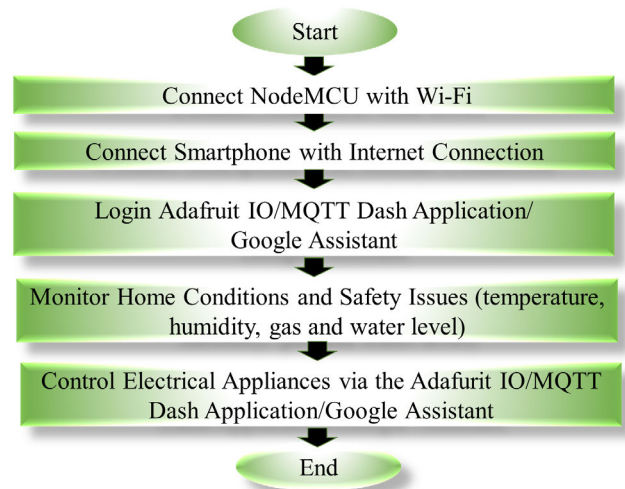 Start
Connect NodeMCU with Wi-Fi
Connect Smartphone with Internet Connection
Login Adafruit IO/MQTT Dash Application/
Google Assistant
Monitor Home Conditions and Safety Issues (temperature,
humidity, gas and water level)
Control Electrical Appliances via the Adafurit IO/MQTT
Dash Application/Google Assistant
End